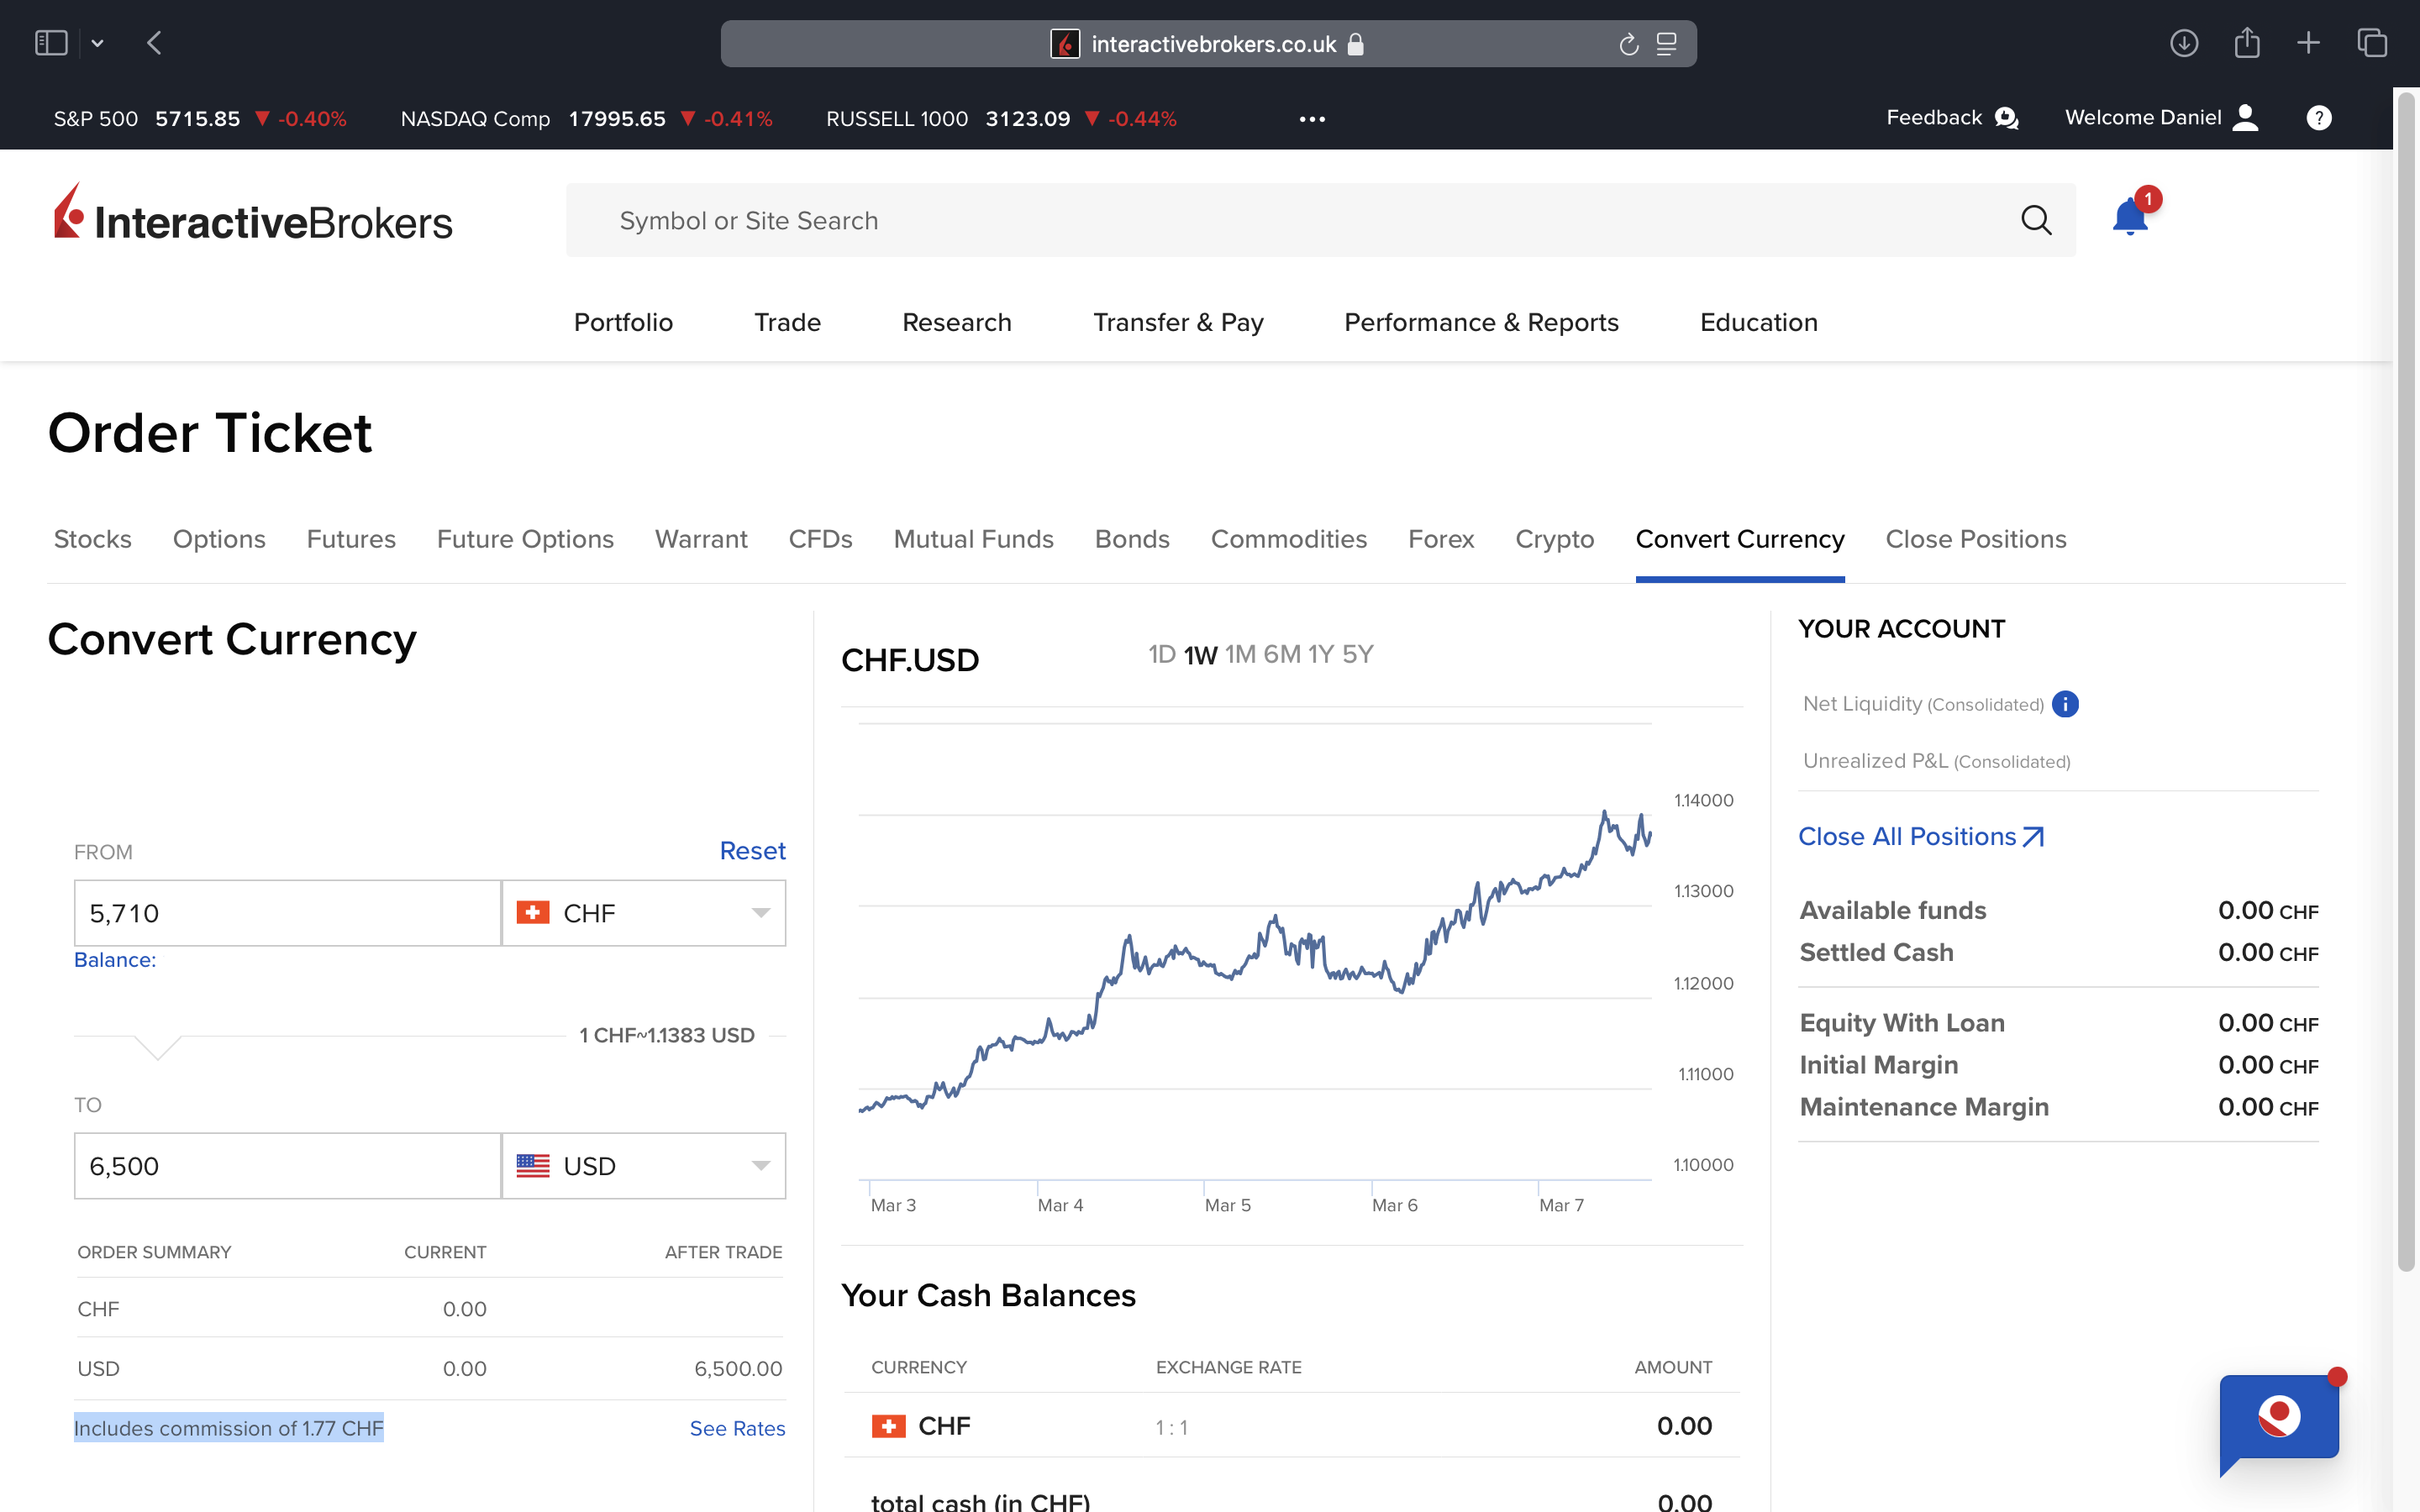 interactivebrokers.co.uk
S&P 500 5715.85 ▼ -0.40% NASDAQ Comp 17995.65 ▼ -0.41% RUSSELL 1000 3123.09 ▼ -0.44% ••• Feedback Welcome Daniel ?
InteractiveBrokers
Symbol or Site Search
1
Portfolio Trade Research Transfer & Pay Performance & Reports Education
Order Ticket
Stocks Options Futures Future Options Warrant CFDs Mutual Funds Bonds Commodities Forex Crypto Convert Currency Close Positions
Convert Currency
FROM Reset
5,710 CHF
Balance:
1 CHF~1.1383 USD
TO
6,500 USD
ORDER SUMMARY CURRENT AFTER TRADE
CHF 0.00
USD 0.00 6,500.00
Includes commission of 1.77 CHF See Rates
CHF.USD 1D 1W 1M 6M 1Y 5Y
1.14000
1.13000
1.12000
1.11000
1.10000
Mar 3 Mar 4 Mar 5 Mar 6 Mar 7
Your Cash Balances
CURRENCY EXCHANGE RATE AMOUNT
CHF 1 : 1 0.00
total cash (in CHF) 0.00
YOUR ACCOUNT
Net Liquidity (Consolidated) i
Unrealized P&L (Consolidated)
Close All Positions
Available funds 0.00 CHF
Settled Cash 0.00 CHF
Equity With Loan 0.00 CHF
Initial Margin 0.00 CHF
Maintenance Margin 0.00 CHF